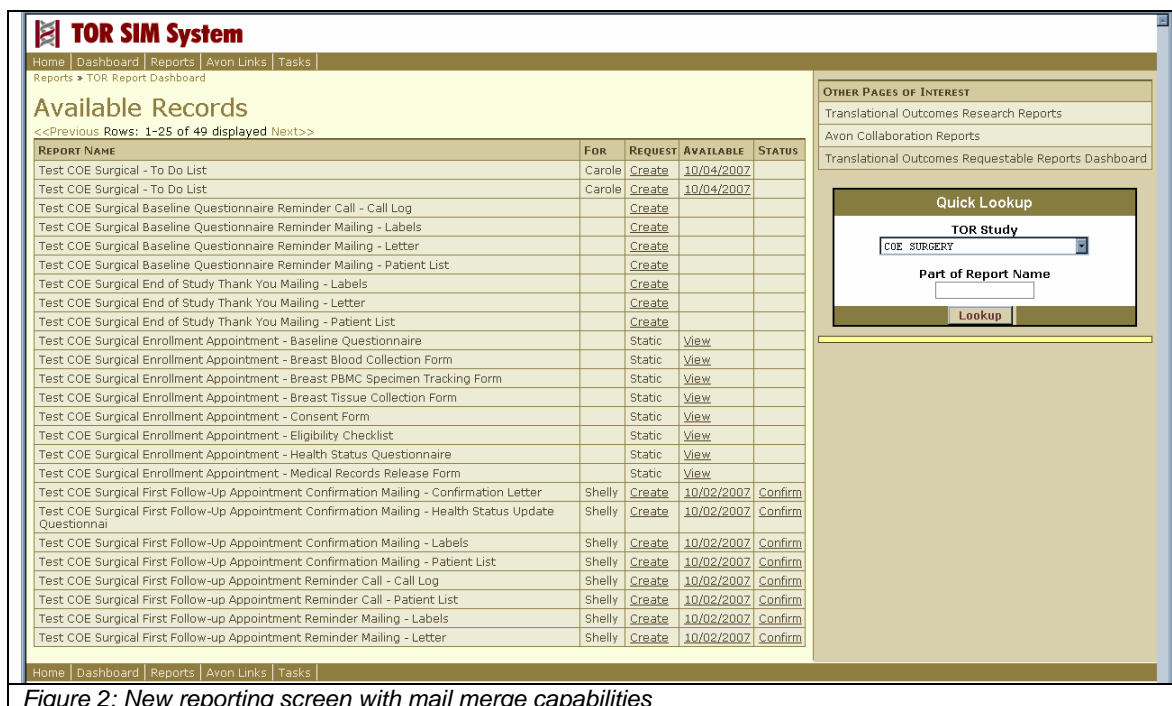 TOR SIM System
Home | Dashboard | Reports | Avon Links | Tasks |
Reports » TOR Report Dashboard
Available Records
<<Previous Rows: 1-25 of 49 displayed Next>>
REPORT NAME FOR REQUEST AVAILABLE STATUS
Test COE Surgical - To Do List Carole Create 10/04/2007
Test COE Surgical - To Do List Carole Create 10/04/2007
Test COE Surgical Baseline Questionnaire Reminder Call - Call Log Create
Test COE Surgical Baseline Questionnaire Reminder Mailing - Labels Create
Test COE Surgical Baseline Questionnaire Reminder Mailing - Letter Create
Test COE Surgical Baseline Questionnaire Reminder Mailing - Patient List Create
Test COE Surgical End of Study Thank You Mailing - Labels Create
Test COE Surgical End of Study Thank You Mailing - Letter Create
Test COE Surgical End of Study Thank You Mailing - Patient List Create
Test COE Surgical Enrollment Appointment - Baseline Questionnaire Static View
Test COE Surgical Enrollment Appointment - Breast Blood Collection Form Static View
Test COE Surgical Enrollment Appointment - Breast PBMC Specimen Tracking Form Static View
Test COE Surgical Enrollment Appointment - Breast Tissue Collection Form Static View
Test COE Surgical Enrollment Appointment - Consent Form Static View
Test COE Surgical Enrollment Appointment - Eligibility Checklist Static View
Test COE Surgical Enrollment Appointment - Health Status Questionnaire Static View
Test COE Surgical Enrollment Appointment - Medical Records Release Form Static View
Test COE Surgical First Follow-Up Appointment Confirmation Mailing - Confirmation Letter Shelly Create 10/02/2007 Confirm
Test COE Surgical First Follow-Up Appointment Confirmation Mailing - Health Status Update Shelly Create 10/02/2007 Confirm
Questionnai
Test COE Surgical First Follow-Up Appointment Confirmation Mailing - Labels Shelly Create 10/02/2007 Confirm
Test COE Surgical First Follow-Up Appointment Confirmation Mailing - Patient List Shelly Create 10/02/2007 Confirm
Test COE Surgical First Follow-up Appointment Reminder Call - Call Log Shelly Create 10/02/2007 Confirm
Test COE Surgical First Follow-up Appointment Reminder Call - Patient List Shelly Create 10/02/2007 Confirm
Test COE Surgical First Follow-up Appointment Reminder Mailing - Labels Shelly Create 10/02/2007 Confirm
Test COE Surgical First Follow-up Appointment Reminder Mailing - Letter Shelly Create 10/02/2007 Confirm
OTHER PAGES OF INTEREST
Translational Outcomes Research Reports
Avon Collaboration Reports
Translational Outcomes Requestable Reports Dashboard
Quick Lookup
TOR Study
COE SURGERY
Part of Report Name
Lookup
Home | Dashboard | Reports | Avon Links | Tasks |
Figure 2: New reporting screen with mail merge capabilities